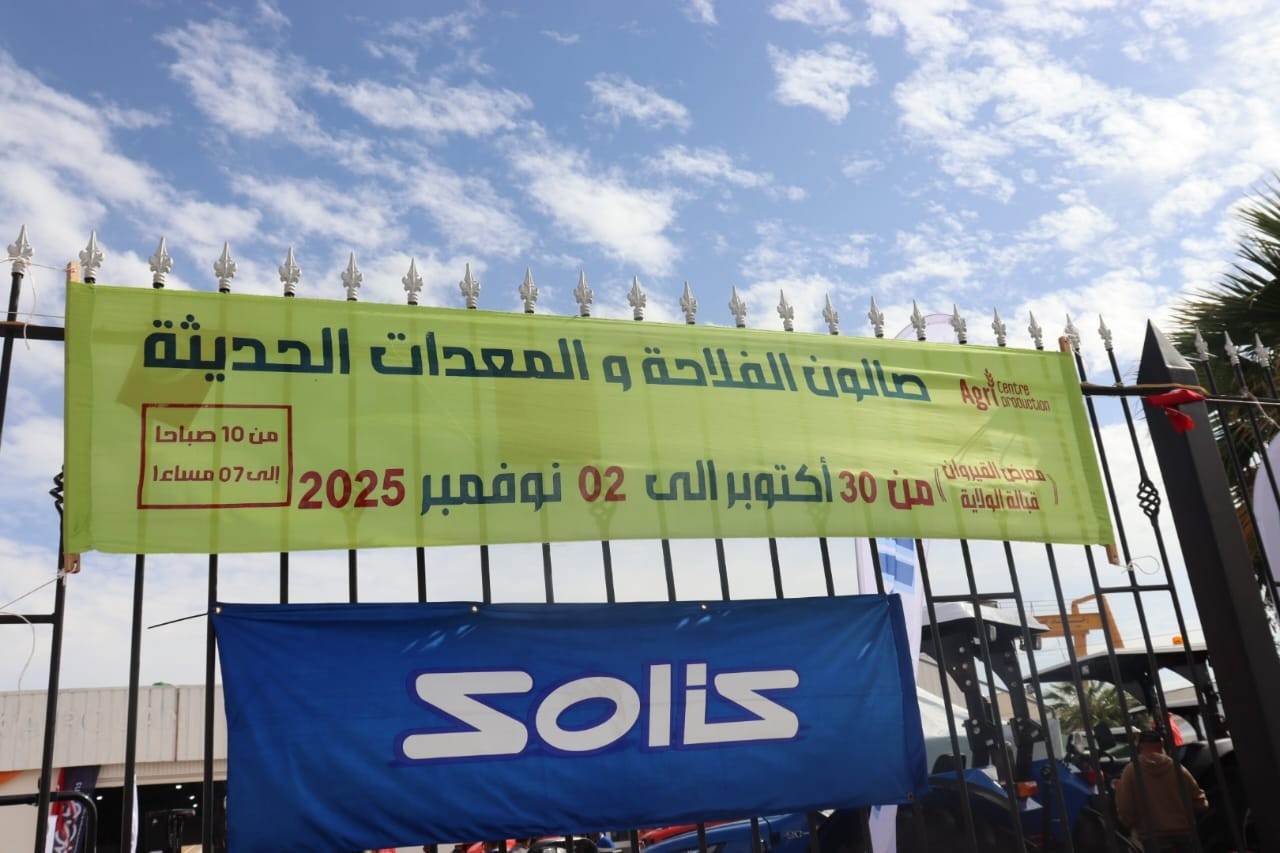 صالون الفلاحة و المعدات الحديثة
Agri centre production
من 30 أكتوبر الى 02 نوفمبر 2025
معرض القيروان
قبالة الولاية
من 10 صباحا
إلى 07 مساءا
SOLIS